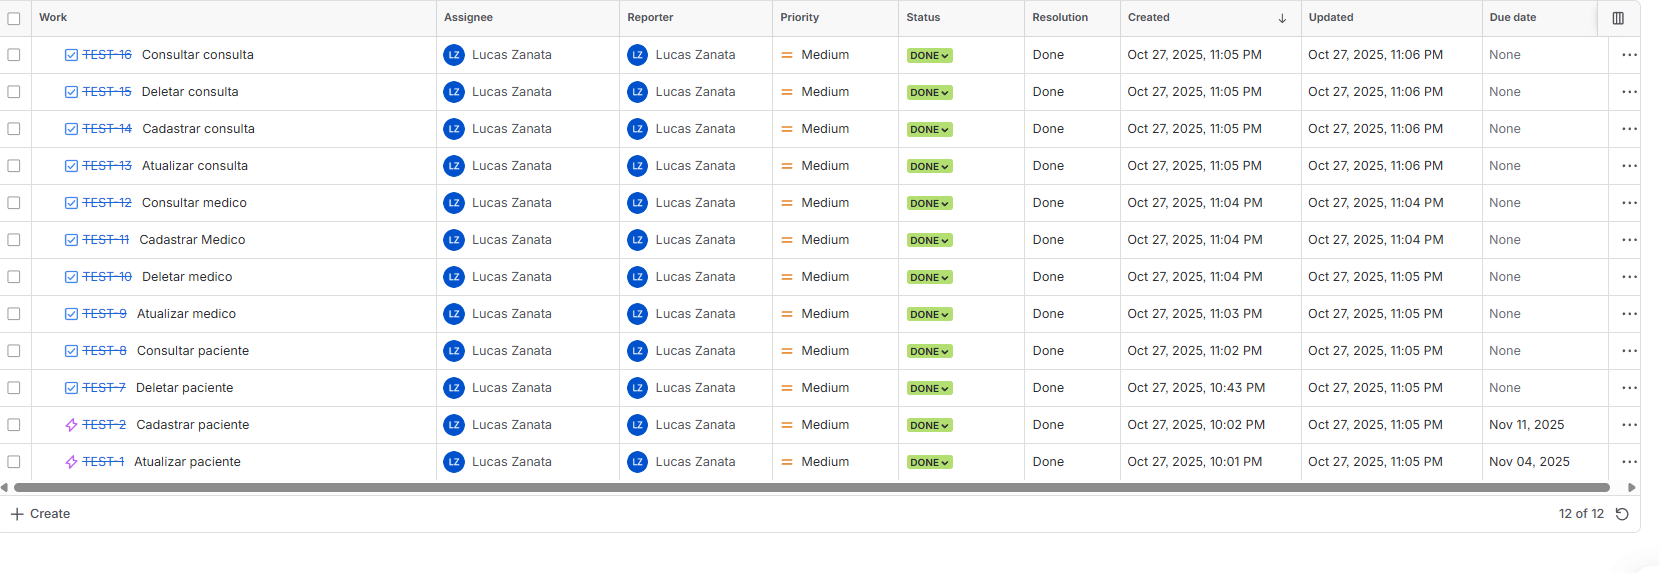 Work Assignee Reporter Priority Status Resolution Created Updated Due date
TEST-16 Consultar consulta LZ Lucas Zanata LZ Lucas Zanata Medium DONE Done Oct 27, 2025, 11:05 PM Oct 27, 2025, 11:06 PM None
TEST-15 Deletar consulta LZ Lucas Zanata LZ Lucas Zanata Medium DONE Done Oct 27, 2025, 11:05 PM Oct 27, 2025, 11:06 PM None
TEST-14 Cadastrar consulta LZ Lucas Zanata LZ Lucas Zanata Medium DONE Done Oct 27, 2025, 11:05 PM Oct 27, 2025, 11:06 PM None
TEST-13 Atualizar consulta LZ Lucas Zanata LZ Lucas Zanata Medium DONE Done Oct 27, 2025, 11:05 PM Oct 27, 2025, 11:06 PM None
TEST-12 Consultar medico LZ Lucas Zanata LZ Lucas Zanata Medium DONE Done Oct 27, 2025, 11:04 PM Oct 27, 2025, 11:04 PM None
TEST-11 Cadastrar Medico LZ Lucas Zanata LZ Lucas Zanata Medium DONE Done Oct 27, 2025, 11:04 PM Oct 27, 2025, 11:04 PM None
TEST-10 Deletar medico LZ Lucas Zanata LZ Lucas Zanata Medium DONE Done Oct 27, 2025, 11:04 PM Oct 27, 2025, 11:05 PM None
TEST-9 Atualizar medico LZ Lucas Zanata LZ Lucas Zanata Medium DONE Done Oct 27, 2025, 11:03 PM Oct 27, 2025, 11:05 PM None
TEST-8 Consultar paciente LZ Lucas Zanata LZ Lucas Zanata Medium DONE Done Oct 27, 2025, 11:02 PM Oct 27, 2025, 11:05 PM None
TEST-7 Deletar paciente LZ Lucas Zanata LZ Lucas Zanata Medium DONE Done Oct 27, 2025, 10:43 PM Oct 27, 2025, 11:05 PM None
TEST-2 Cadastrar paciente LZ Lucas Zanata LZ Lucas Zanata Medium DONE Done Oct 27, 2025, 10:02 PM Oct 27, 2025, 11:05 PM Nov 11, 2025
TEST-1 Atualizar paciente LZ Lucas Zanata LZ Lucas Zanata Medium DONE Done Oct 27, 2025, 10:01 PM Oct 27, 2025, 11:05 PM Nov 04, 2025
Create 12 of 12